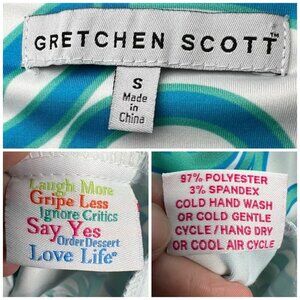 GRETCHEN SCOTT™
S
Made
in
China
Laugh More
Gripe Less
Ignore Critics
Say Yes
Order Dessert
Love Life®
97% POLYESTER
3% SPANDEX
COLD HAND WASH
OR COLD GENTLE
CYCLE/HANG DRY
OR COOL AIR CYCLE